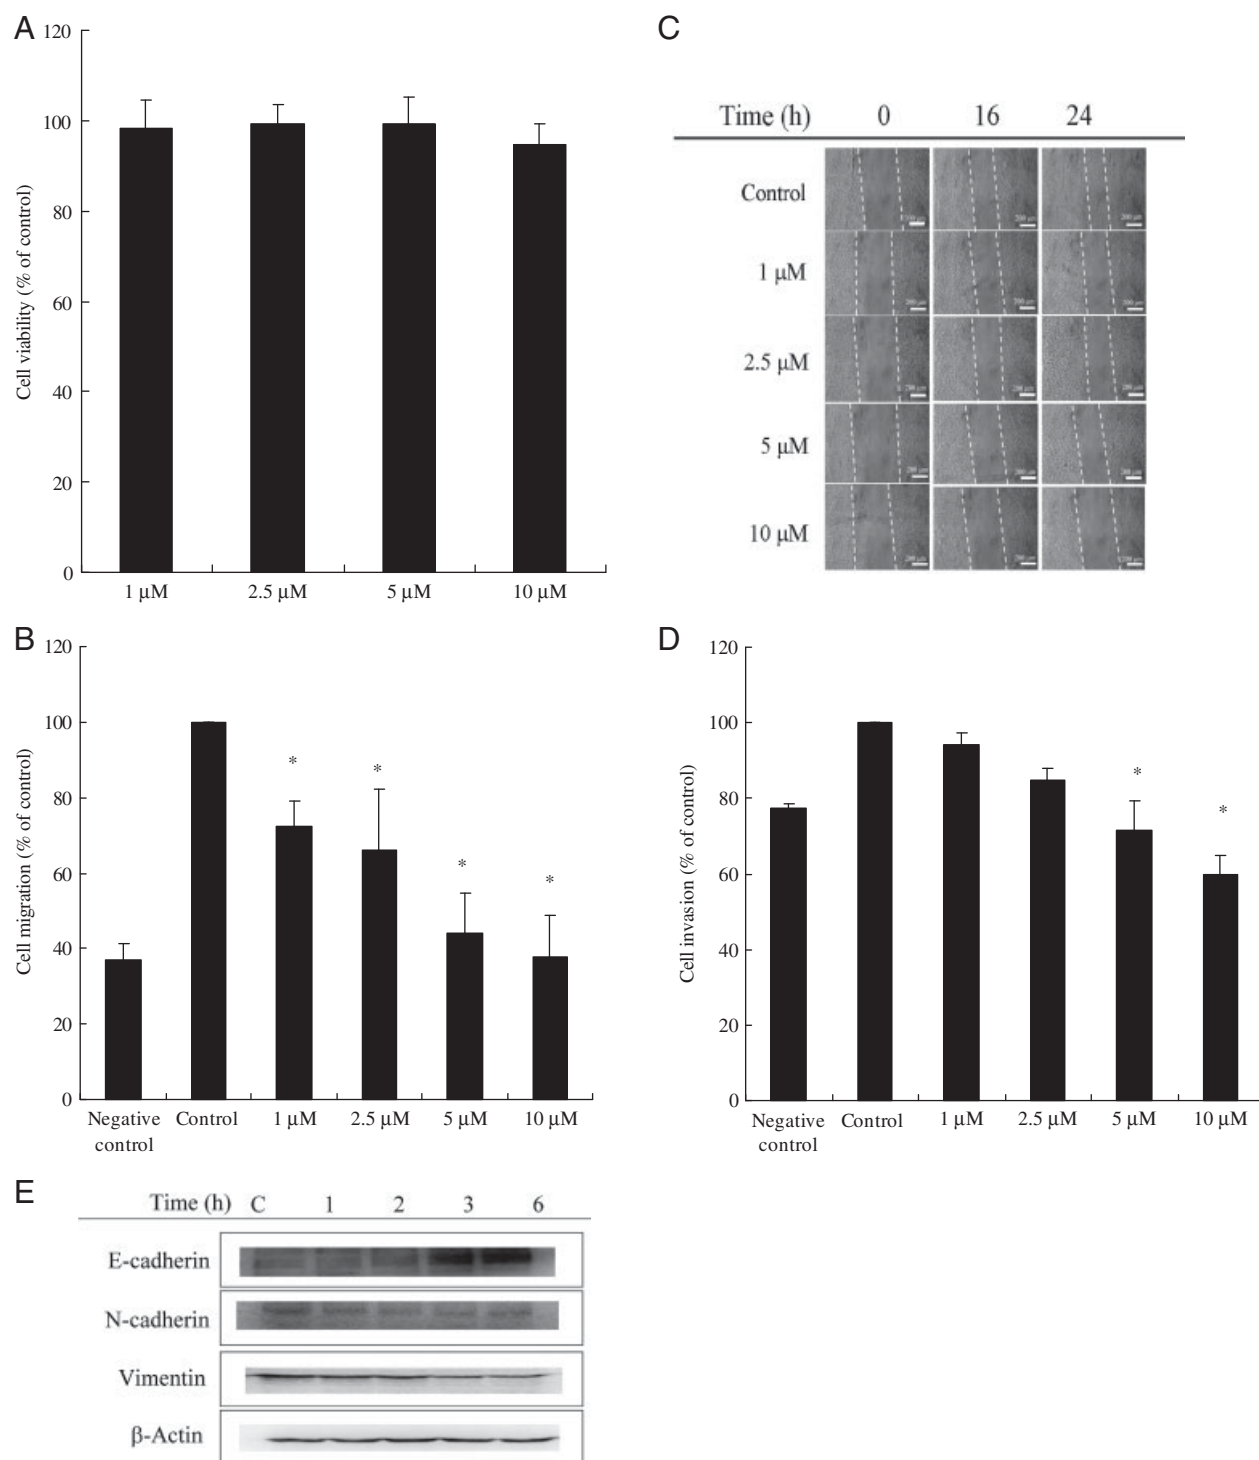 A
120
100
80
60
40
20
0
Cell viability (% of control)
1 μM 2.5 μM 5 μM 10 μM
C
Time (h) 0 16 24
Control
1 μM
2.5 μM
5 μM
10 μM
200 μm
B
120
100
80
60
40
20
0
Cell migration (% of control)
* * * *
Negative control Control 1 μM 2.5 μM 5 μM 10 μM
D
120
100
80
60
40
20
0
Cell invasion (% of control)
* *
Negative control Control 1 μM 2.5 μM 5 μM 10 μM
E
Time (h) C 1 2 3 6
E-cadherin
N-cadherin
Vimentin
β-Actin